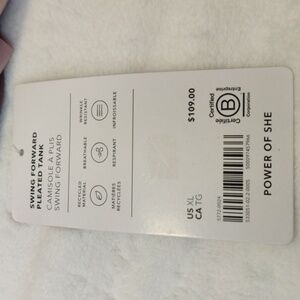 SWING FORWARD
PLEATED TANK
CAMISOLE À PLIS
SWING FORWARD
RECYCLED
MATERIAL
MATIÈRES
RECYCLÉES
BREATHABLE
RESPIRANT
WRINKLE
RESISTANT
INFROISSABLE
$109.00
US XL
CA TG
Certified
Certifiée
B
Corporation
Entreprise
POWER OF SHE